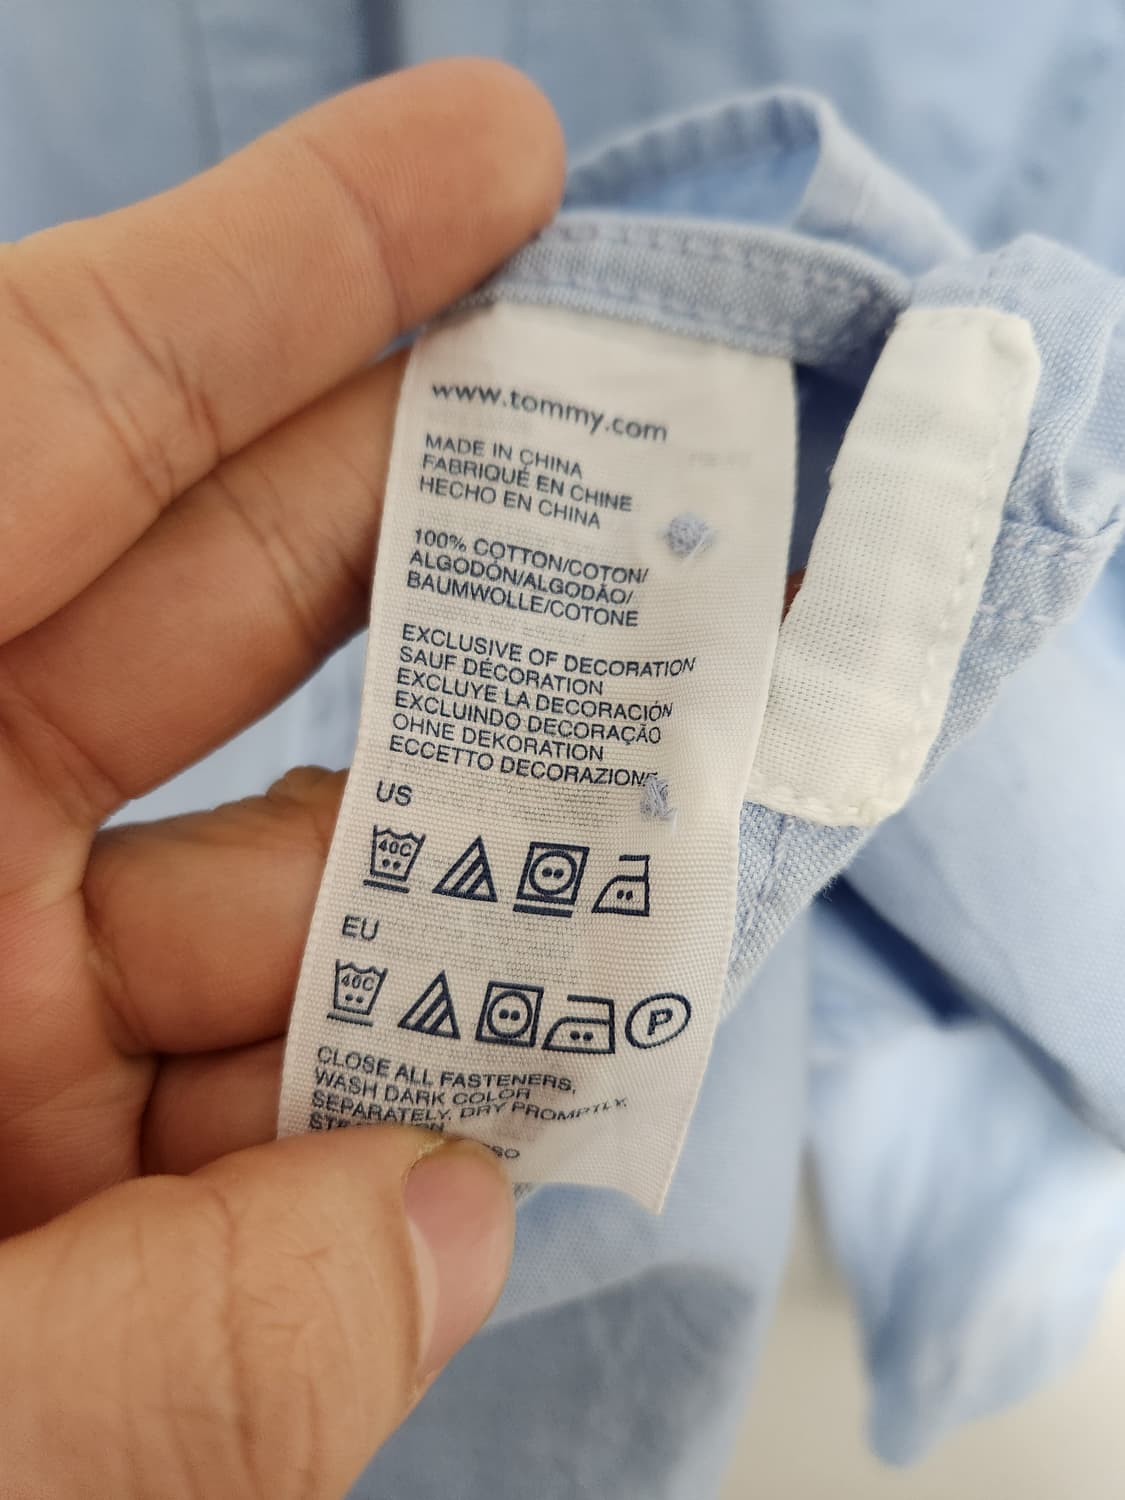 www.tommy.com
MADE IN CHINA
FABRIQUÉ EN CHINE
HECHO EN CHINA
100% COTTON/COTON/
ALGODÓN/ALGODÃO/
BAUMWOLLE/COTONE
EXCLUSIVE OF DECORATION
SAUF DÉCORATION
EXCLUYE LA DECORACIÓN
EXCLUINDO DECORAÇÃO
OHNE DEKORATION
ECCETTO DECORAZIONE
US
40C
EU
40C P
CLOSE ALL FASTENERS,
WASH DARK COLOR
SEPARATELY, DRY PROMPTLY,